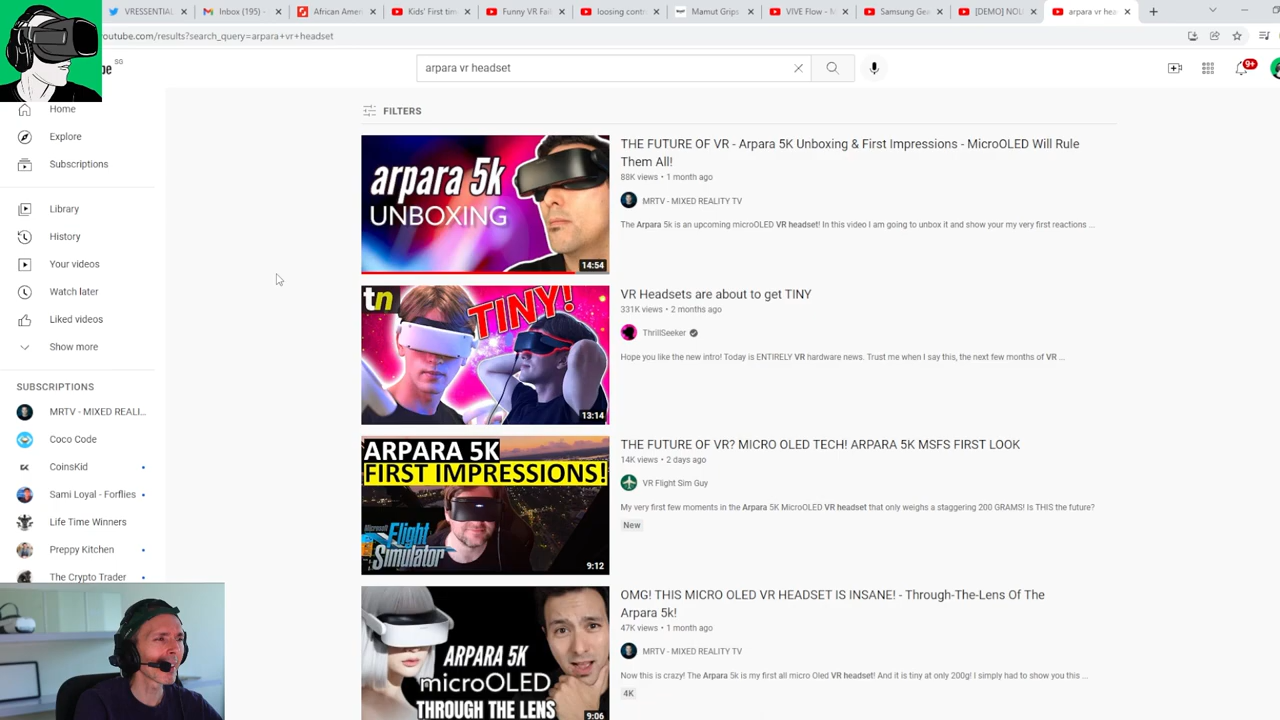 VRESSENTIAL
Inbox (195) -
African Amer
Kids' First tim
Funny VR Fail
loosing conti
Mamut Grips
VIVE Flow - M
Samsung Gea
[DEMO] NOL
arpara vr hea
outube.com/results?search_query=arpara+vr+headset
be SG
arpara vr headset
9+
Home
Explore
Subscriptions
Library
History
Your videos
Watch later
Liked videos
Show more
SUBSCRIPTIONS
MRTV - MIXED REALI...
Coco Code
CoinsKid
Sami Loyal - Forflies
Life Time Winners
Preppy Kitchen
The Crypto Trader
FILTERS
arpara 5k
UNBOXING
14:54
THE FUTURE OF VR - Arpara 5K Unboxing & First Impressions - MicroOLED Will Rule
Them All!
88K views • 1 month ago
MRTV - MIXED REALITY TV
The Arpara 5k is an upcoming microOLED VR headset! In this video I am going to unbox it and show your my very first reactions ...
tn
TINY!
13:14
VR Headsets are about to get TINY
331K views • 2 months ago
ThrillSeeker
Hope you like the new intro! Today is ENTIRELY VR hardware news. Trust me when I say this, the next few months of VR ...
ARPARA 5K
FIRST IMPRESSIONS!
Microsoft
Flight
Simulator
9:12
THE FUTURE OF VR? MICRO OLED TECH! ARPARA 5K MSFS FIRST LOOK
14K views • 2 days ago
VR Flight Sim Guy
My very first few moments in the Arpara 5K MicroOLED VR headset that only weighs a staggering 200 GRAMS! Is THIS the future?
New
ARPARA 5K
microOLED
THROUGH THE LENS
9:06
OMG! THIS MICRO OLED VR HEADSET IS INSANE! - Through-The-Lens Of The
Arpara 5k!
47K views • 1 month ago
MRTV - MIXED REALITY TV
Now this is crazy! The Arpara 5k is my first all micro Oled VR headset! And it is tiny at only 200g! I simply had to show you this ...
4K